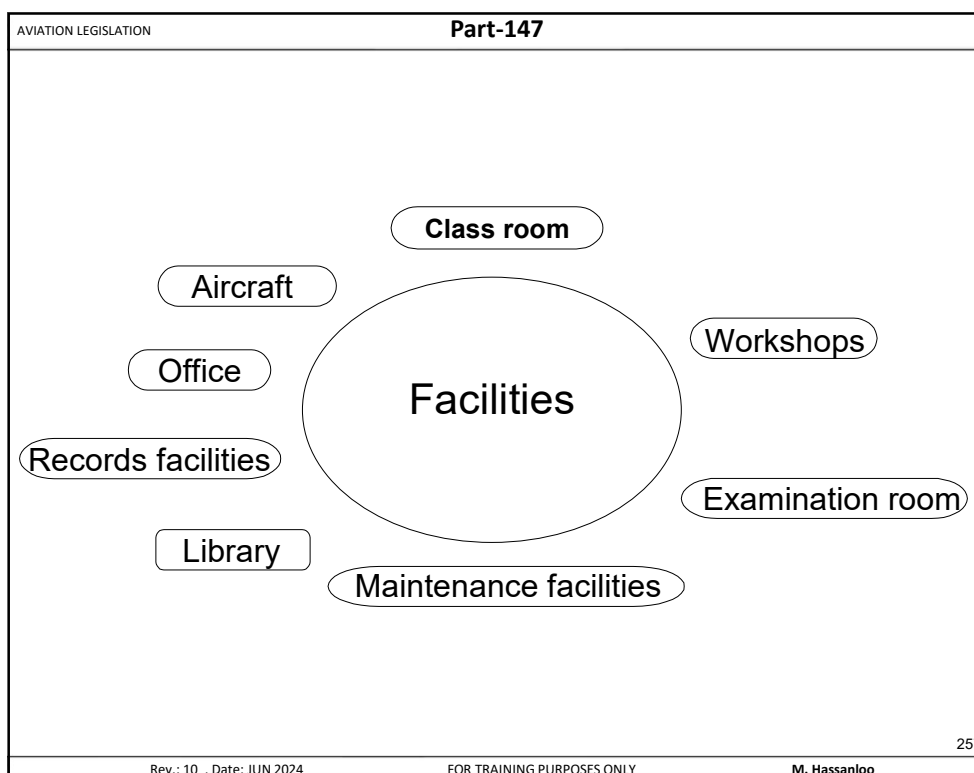 AVIATION LEGISLATION Part-147
Class room
Aircraft
Workshops
Office
Facilities
Records facilities
Examination room
Library
Maintenance facilities
25
Rev.: 10 , Date: JUN 2024 FOR TRAINING PURPOSES ONLY M. Hassanloo